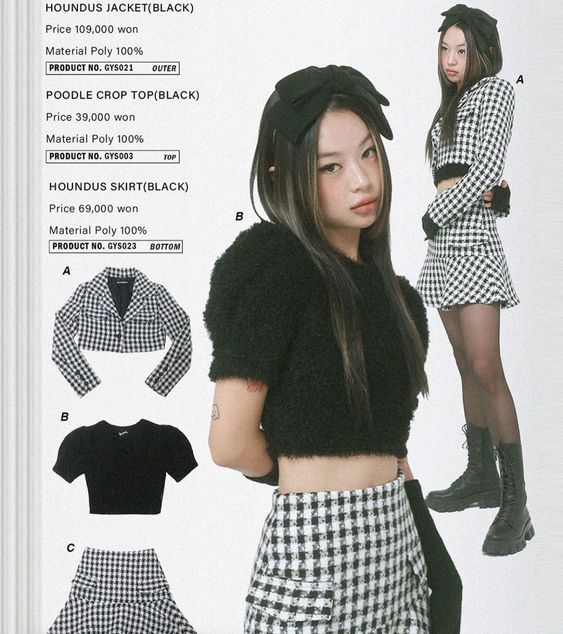 HOUNDUS JACKET(BLACK)
Price 109,000 won
Material Poly 100%
PRODUCT NO. GYS021 OUTER
POODLE CROP TOP(BLACK)
Price 39,000 won
Material Poly 100%
PRODUCT NO. GYS003 TOP
HOUNDUS SKIRT(BLACK)
Price 69,000 won
Material Poly 100%
PRODUCT NO. GYS023 BOTTOM
A
B
A
B
C